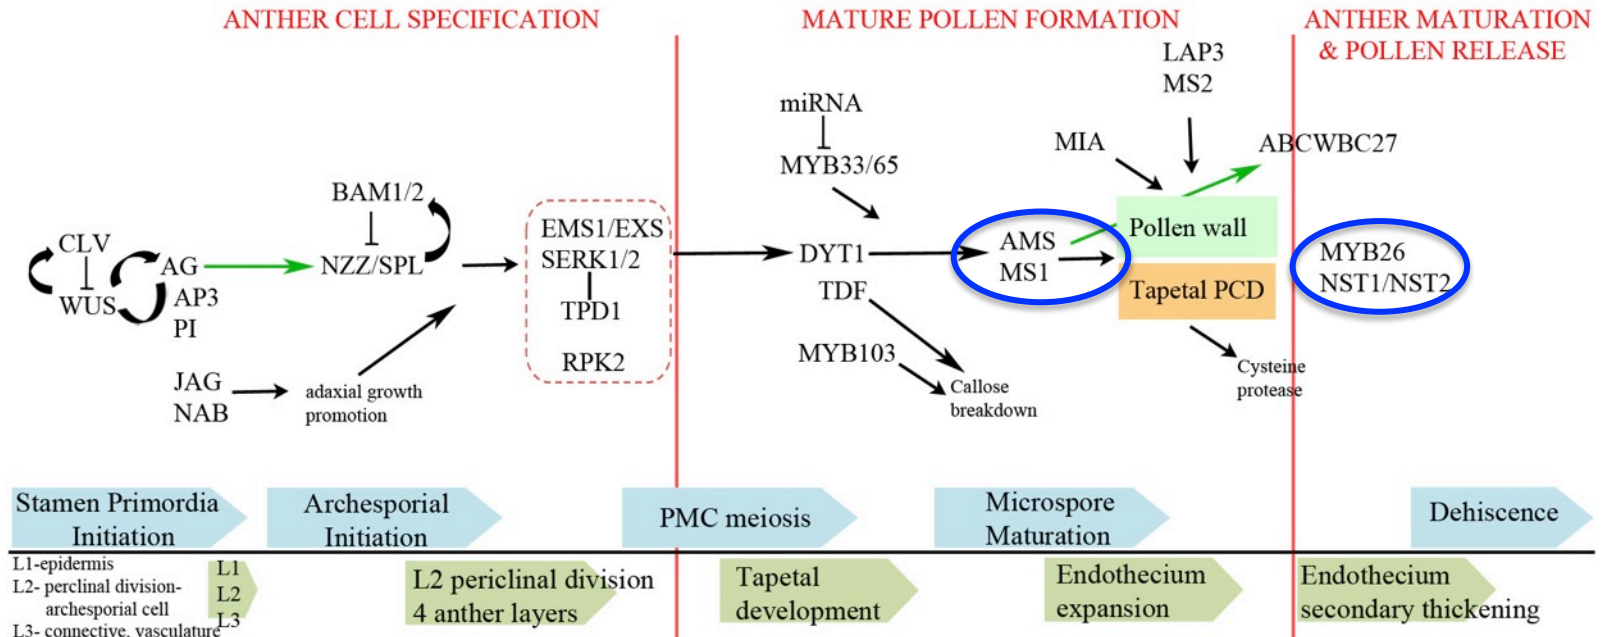 ANTHER CELL SPECIFICATION
MATURE POLLEN FORMATION
ANTHER MATURATION
& POLLEN RELEASE
CLV
WUS
AG
AP3
PI
JAG
NAB
BAM1/2
NZZ/SPL
adaxial growth
promotion
EMS1/EXS
SERK1/2
TPD1
RPK2
miRNA
MYB33/65
DYT1
TDF
MYB103
Callose
breakdown
AMS
MS1
MIA
LAP3
MS2
ABCWBC27
Pollen wall
Tapetal PCD
Cysteine
protease
MYB26
NST1/NST2
Stamen Primordia
Initiation
Archesporial
Initiation
PMC meiosis
Microspore
Maturation
Dehiscence
L1-epidermis
L2- perclinal division-
archesporial cell
L3- connective, vasculature
L1
L2
L3
L2 periclinal division
4 anther layers
Tapetal
development
Endothecium
expansion
Endothecium
secondary thickening